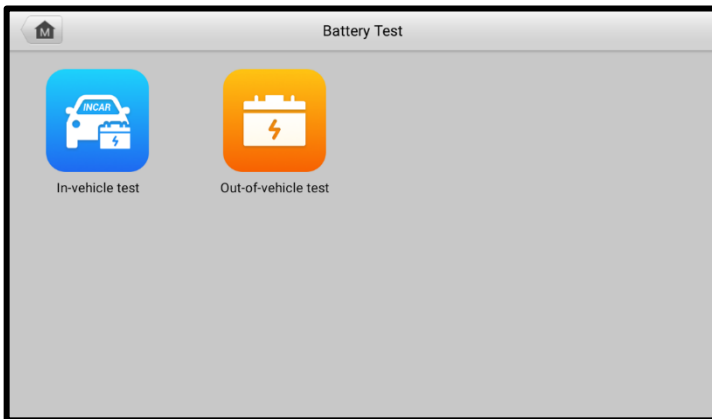 M
Battery Test
INCAR
In-vehicle test
Out-of-vehicle test